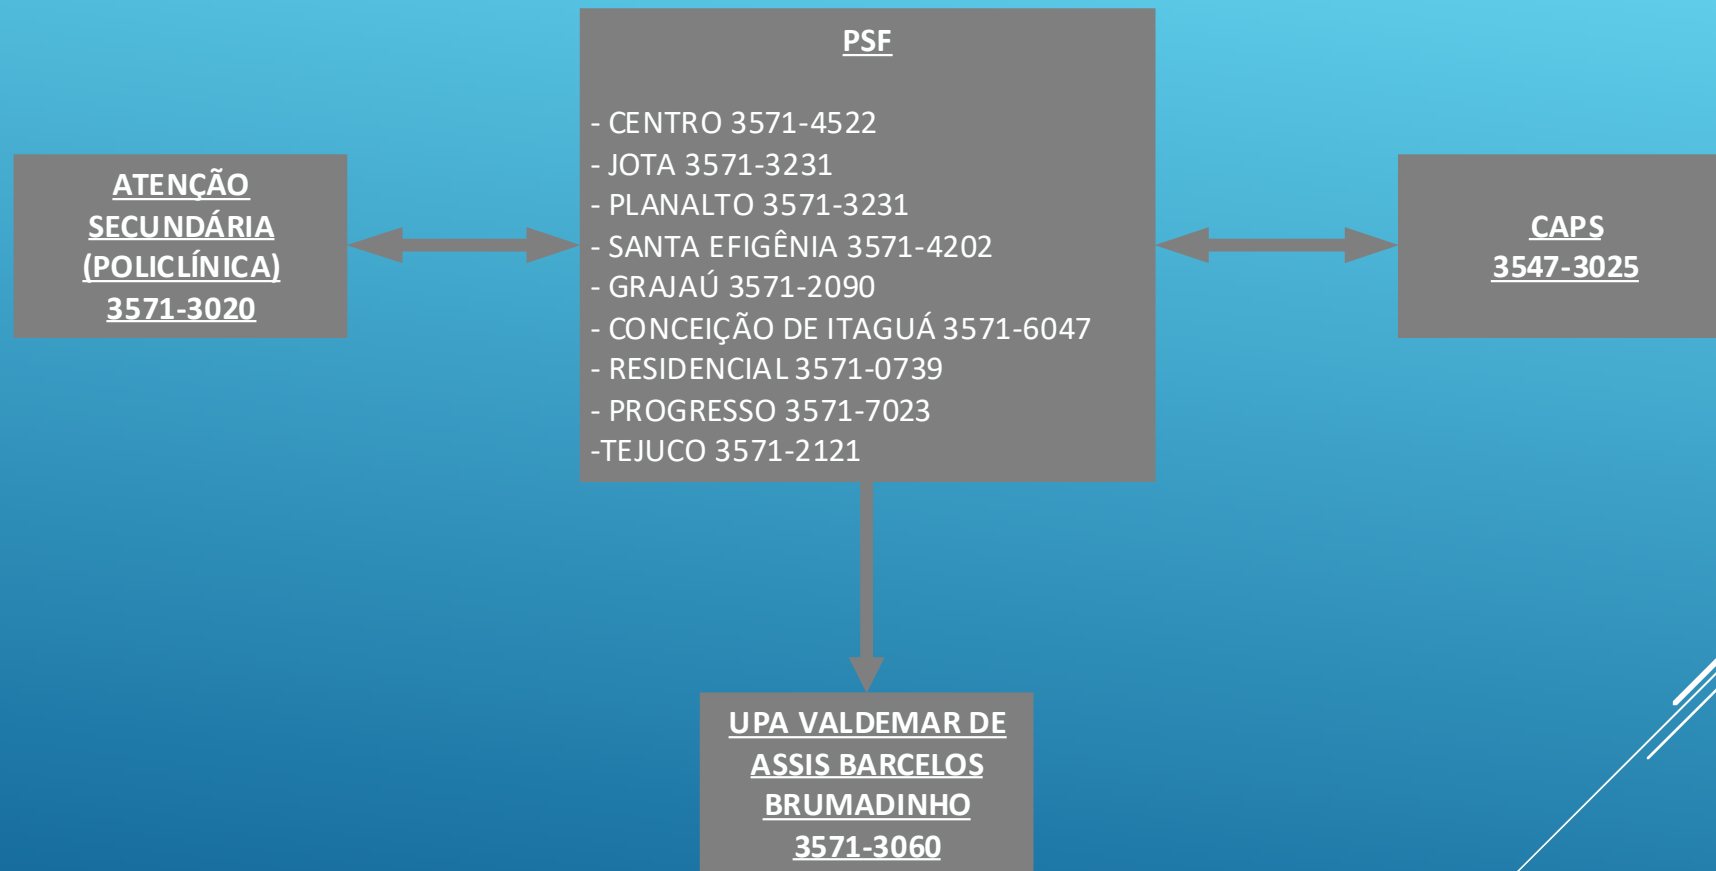 PSF
- CENTRO 3571-4522
- JOTA 3571-3231
- PLANALTO 3571-3231
- SANTA EFIGÊNIA 3571-4202
- GRAJAÚ 3571-2090
- CONCEIÇÃO DE ITAGUÁ 3571-6047
- RESIDENCIAL 3571-0739
- PROGRESSO 3571-7023
-TEJUCO 3571-2121
ATENÇÃO
SECUNDÁRIA
(POLICLÍNICA)
3571-3020
CAPS
3547-3025
UPA VALDEMAR DE
ASSIS BARCELOS
BRUMADINHO
3571-3060